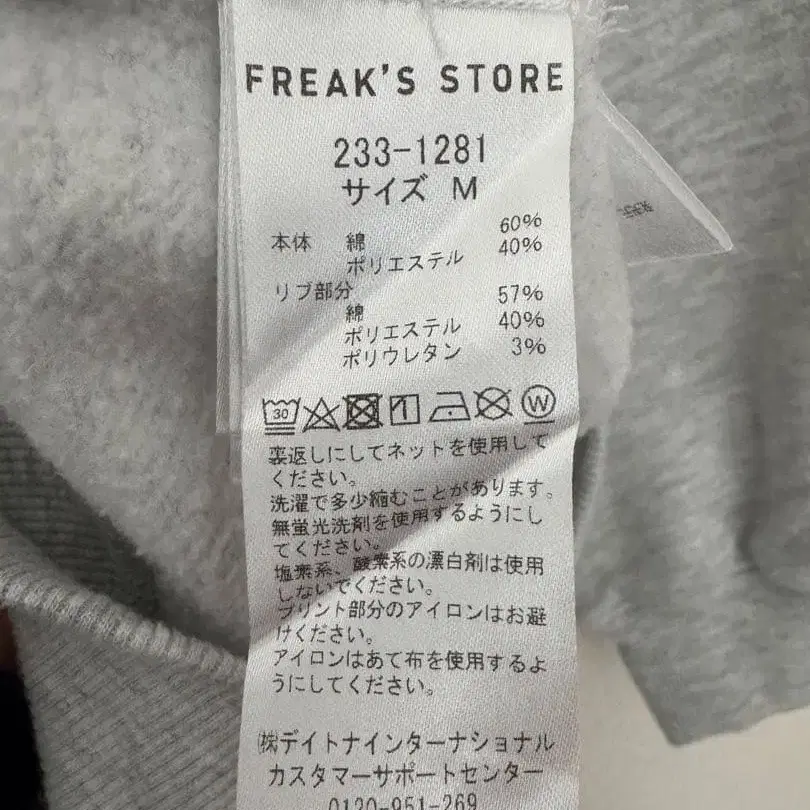 FREAK'S STORE
233-1281
サイズ M
本体 綿 60%
ポリエステル 40%
リブ部分
綿 57%
ポリエステル 40%
ポリウレタン 3%
30
W
裏返しにしてネットを使用して
ください。
洗濯で多少縮むことがあります。
無蛍光洗剤を使用するようにし
てください。
塩素系、酸素系の漂白剤は使用
しないでください。
プリント部分のアイロンはお避
けください。
アイロンはあて布を使用するよ
うにしてください。
㈱デイトナインターナショナル
カスタマーサポートセンター
0120-951-269